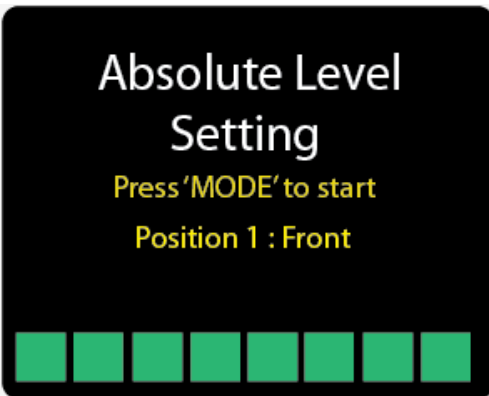 Absolute Level
Setting
Press 'MODE' to start
Position 1 : Front